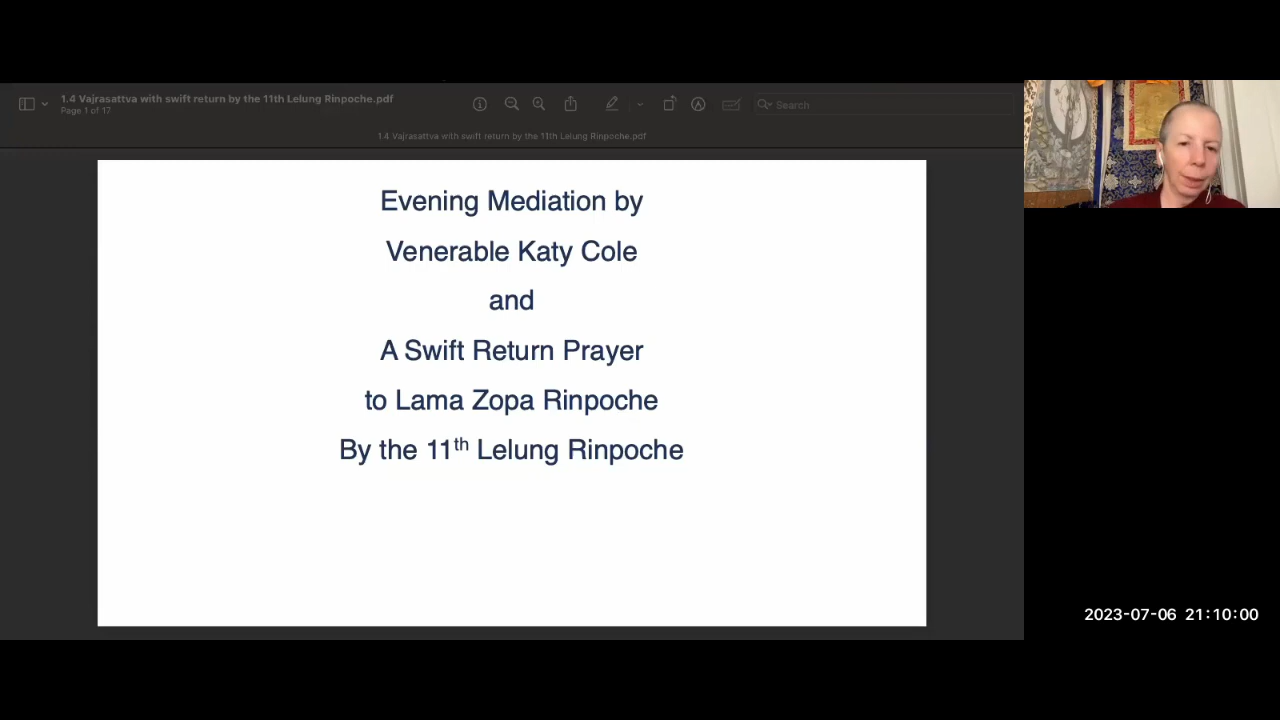 1.4 Vajrasattva with swift return by the 11th Lelung Rinpoche.pdf
Page 1 of 17
Search
1.4 Vajrasattva with swift return by the 11th Lelung Rinpoche.pdf
Evening Mediation by
Venerable Katy Cole
and
A Swift Return Prayer
to Lama Zopa Rinpoche
By the 11th Lelung Rinpoche
2023-07-06 21:10:00